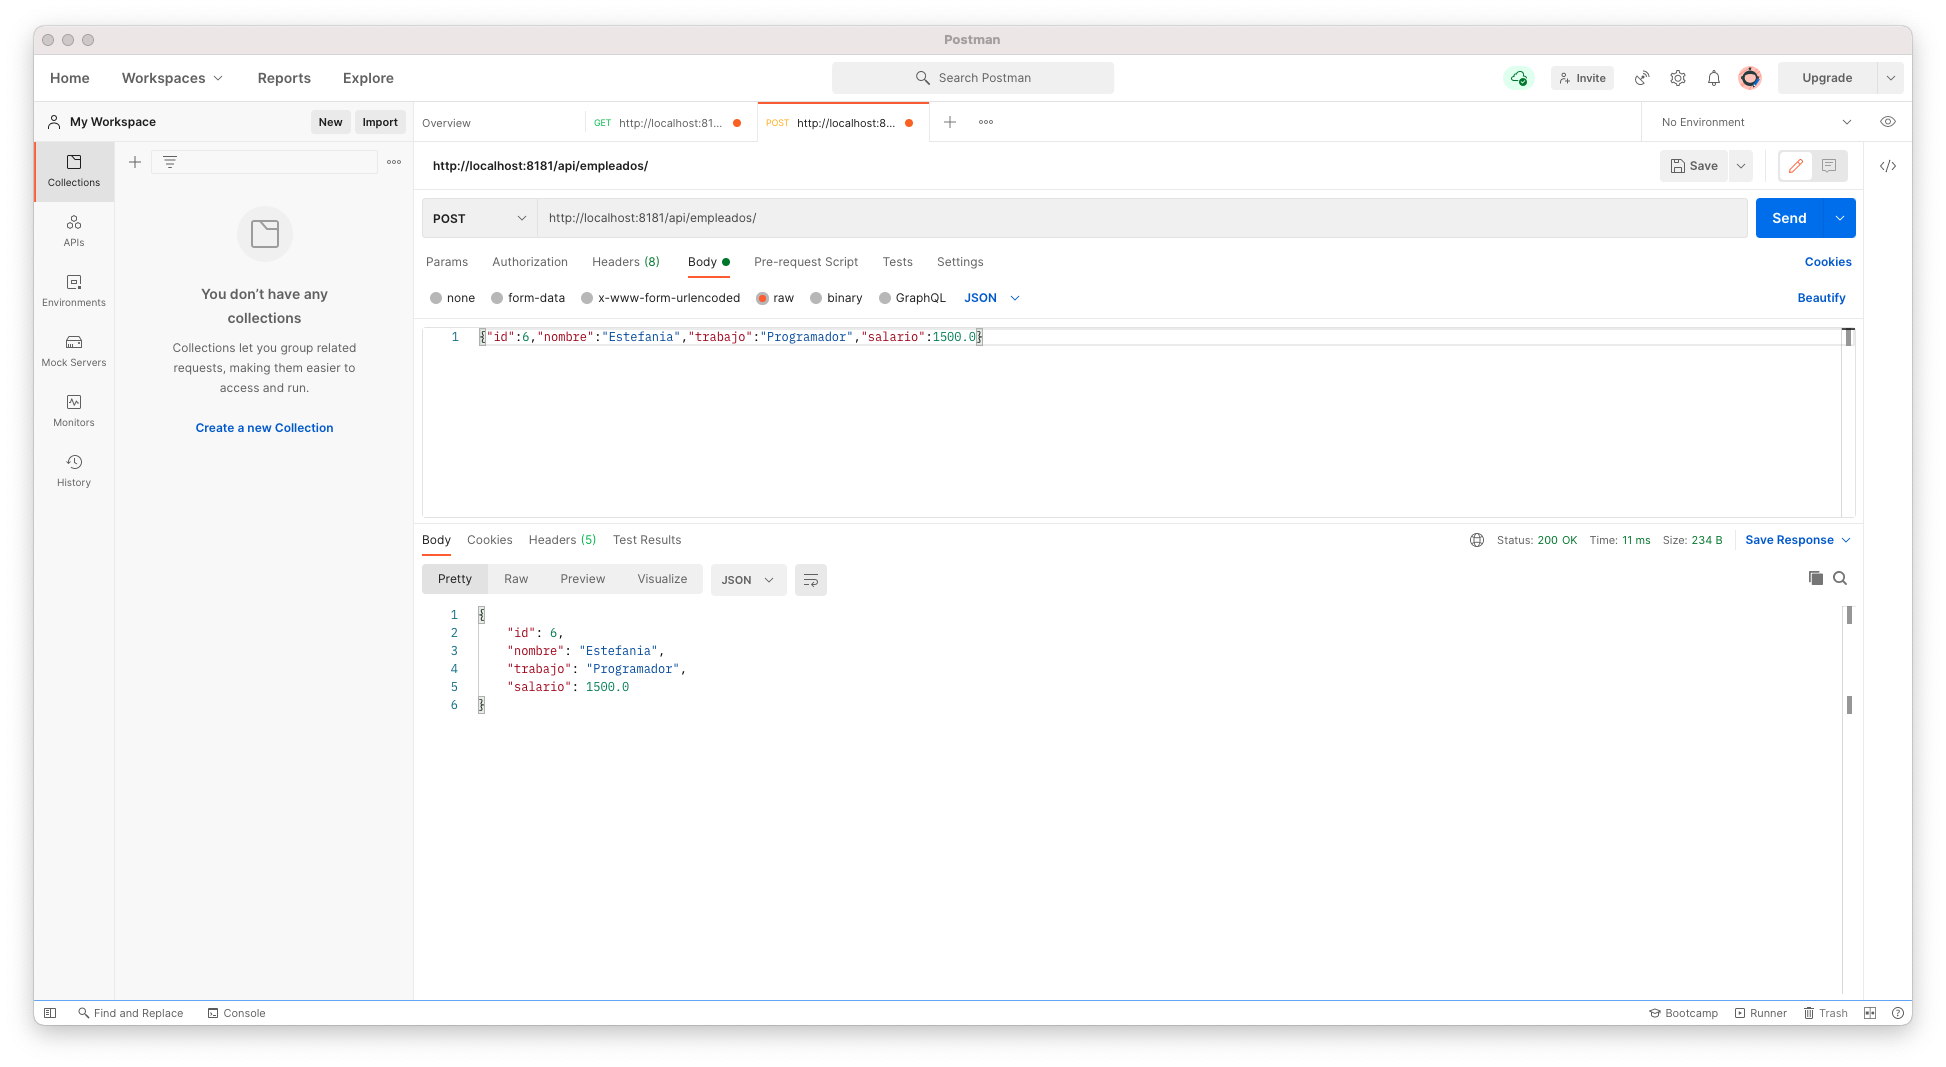 Postman
Home Workspaces Reports Explore Search Postman Invite Upgrade
My Workspace New Import Overview GET http://localhost:81... POST http://localhost:8... No Environment
Collections
APIs
Environments
Mock Servers
Monitors
History
You don’t have any
collections
Collections let you group related
requests, making them easier to
access and run.
Create a new Collection
http://localhost:8181/api/empleados/ Save
POST http://localhost:8181/api/empleados/ Send
Params Authorization Headers (8) Body Pre-request Script Tests Settings Cookies
none form-data x-www-form-urlencoded raw binary GraphQL JSON Beautify
1 {"id":6,"nombre":"Estefania","trabajo":"Programador","salario":1500.0}
Body Cookies Headers (5) Test Results Status: 200 OK Time: 11 ms Size: 234 B Save Response
Pretty Raw Preview Visualize JSON
1 {
2 "id": 6,
3 "nombre": "Estefania",
4 "trabajo": "Programador",
5 "salario": 1500.0
6 }
Find and Replace Console Bootcamp Runner Trash